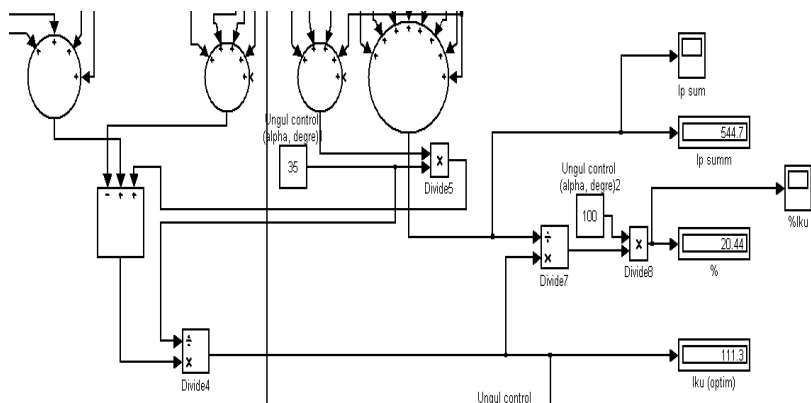 Ip sum
Ungul control
(alpha, degre)1
35
544.7
Ip summ
Divide5
Ungul control
(alpha, degre)2
100
%Iku
20.44
%
Divide7
Divide8
111.3
Iku (optim)
Divide4
Ungul control